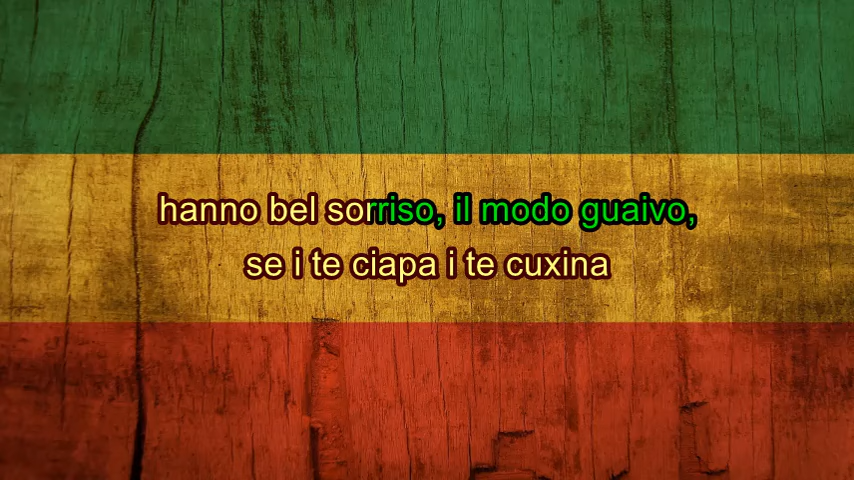 hanno bel sorriso, il modo guaivo,
se i te ciapa i te cuxina